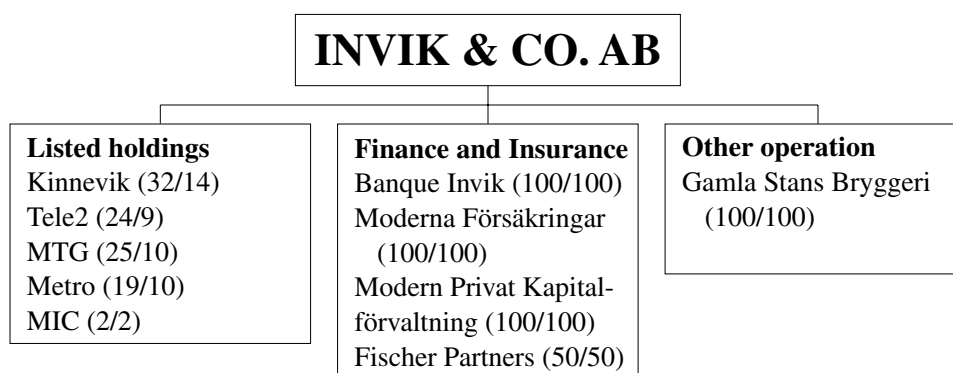 INVIK & CO. AB
Listed holdings
Kinnevik (32/14)
Tele2 (24/9)
MTG (25/10)
Metro (19/10)
MIC (2/2)
Finance and Insurance
Banque Invik (100/100)
Moderna Försäkringar
(100/100)
Modern Privat Kapital-
förvaltning (100/100)
Fischer Partners (50/50)
Other operation
Gamla Stans Bryggeri
(100/100)